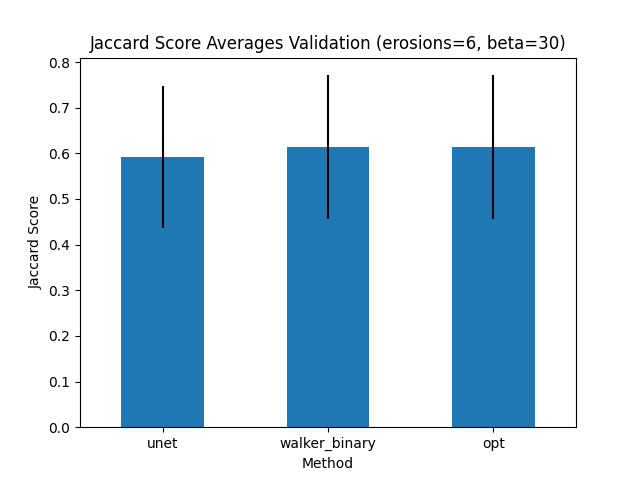 Jaccard Score Averages Validation (erosions=6, beta=30)
0.8
0.7
0.6
0.5
0.4
0.3
0.2
0.1
0.0
Jaccard Score
unet walker_binary opt
Method